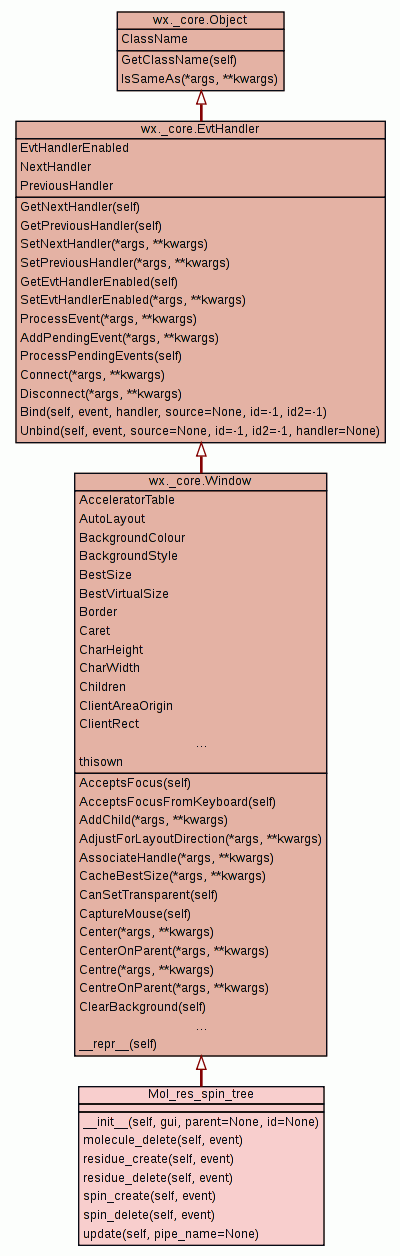 wx._core.Object
ClassName
GetClassName(self)
IsSameAs(*args, **kwargs)
wx._core.EvtHandler
EvtHandlerEnabled
NextHandler
PreviousHandler
GetNextHandler(self)
GetPreviousHandler(self)
SetNextHandler(*args, **kwargs)
SetPreviousHandler(*args, **kwargs)
GetEvtHandlerEnabled(self)
SetEvtHandlerEnabled(*args, **kwargs)
ProcessEvent(*args, **kwargs)
AddPendingEvent(*args, **kwargs)
ProcessPendingEvents(self)
Connect(*args, **kwargs)
Disconnect(*args, **kwargs)
Bind(self, event, handler, source=None, id=-1, id2=-1)
Unbind(self, event, source=None, id=-1, id2=-1, handler=None)
wx._core.Window
AcceleratorTable
AutoLayout
BackgroundColour
BackgroundStyle
BestSize
BestVirtualSize
Border
Caret
CharHeight
CharWidth
Children
ClientAreaOrigin
ClientRect
...
thisown
AcceptsFocus(self)
AcceptsFocusFromKeyboard(self)
AddChild(*args, **kwargs)
AdjustForLayoutDirection(*args, **kwargs)
AssociateHandle(*args, **kwargs)
CacheBestSize(*args, **kwargs)
CanSetTransparent(self)
CaptureMouse(self)
Center(*args, **kwargs)
CenterOnParent(*args, **kwargs)
Centre(*args, **kwargs)
CentreOnParent(*args, **kwargs)
ClearBackground(self)
...
__repr__(self)
Mol_res_spin_tree
__init__(self, gui, parent=None, id=None)
molecule_delete(self, event)
residue_create(self, event)
residue_delete(self, event)
spin_create(self, event)
spin_delete(self, event)
update(self, pipe_name=None)